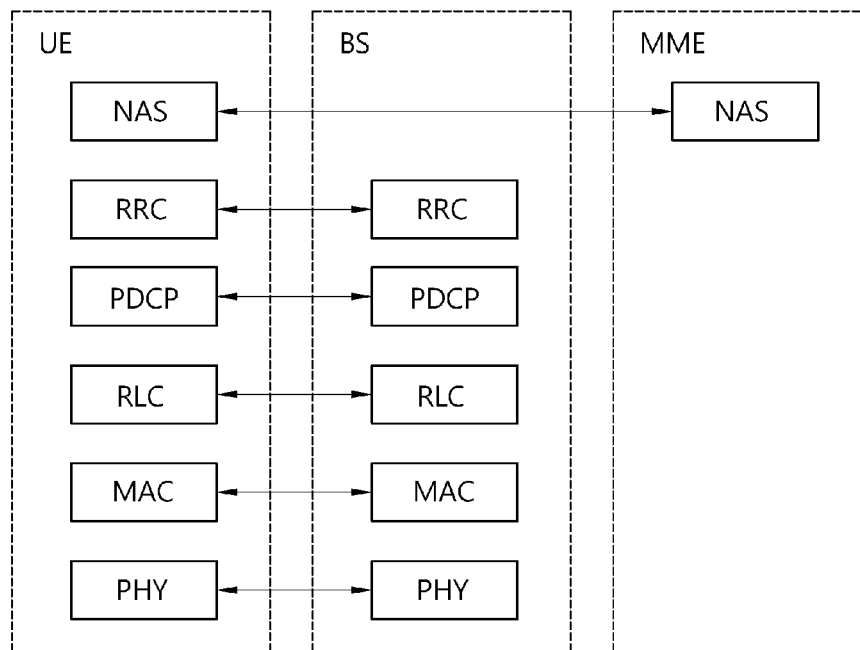 UE BS MME
NAS NAS
RRC RRC
PDCP PDCP
RLC RLC
MAC MAC
PHY PHY